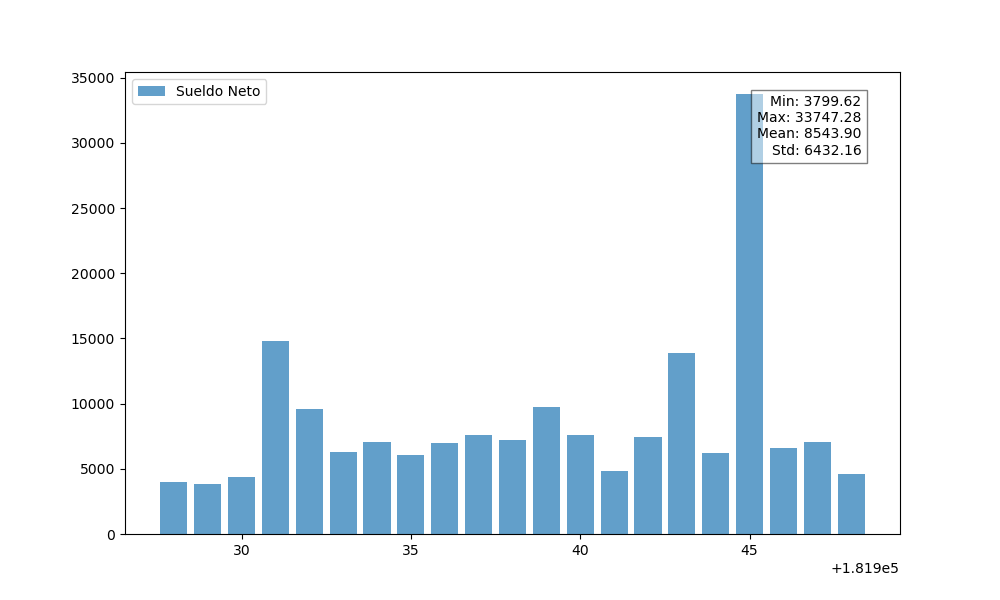 Sueldo Neto
Min: 3799.62
Max: 33747.28
Mean: 8543.90
Std: 6432.16
35000
30000
25000
20000
15000
10000
5000
0
30 35 40 45
+1.819e5